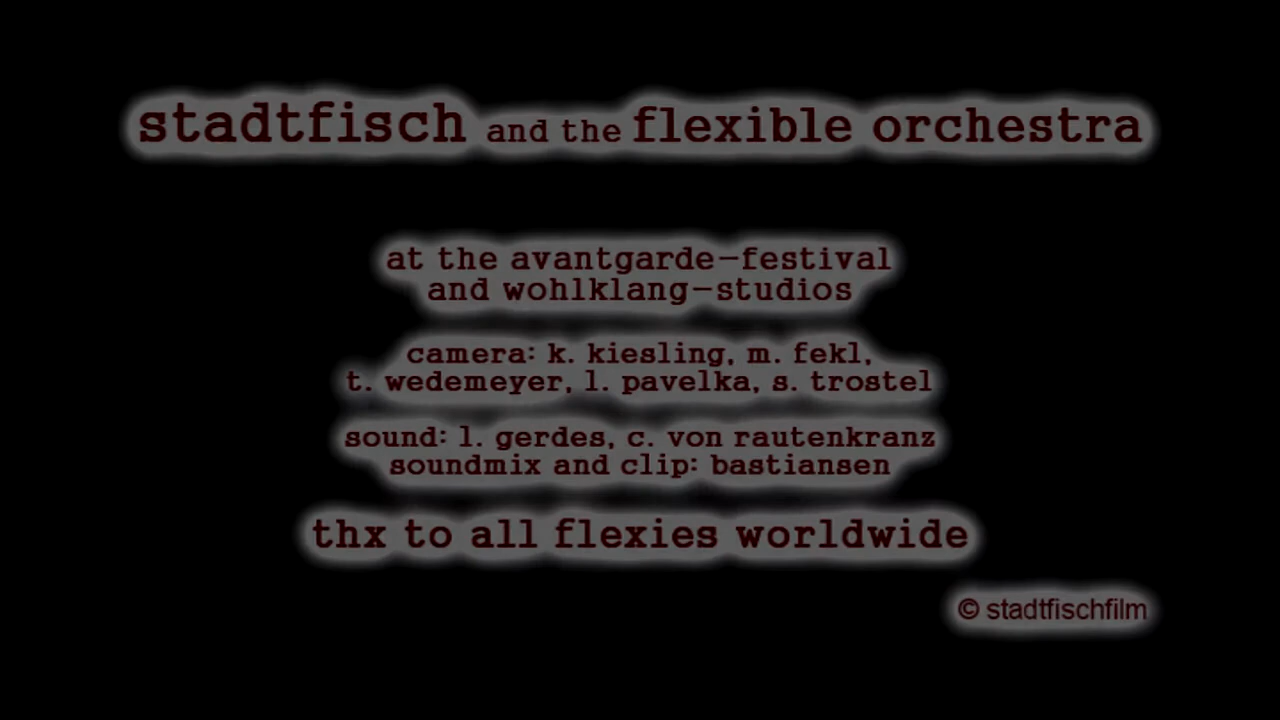 stadtfisch and the flexible orchestra
at the avantgarde-festival
and wohlklang-studios
camera: k. kiesling, m. fekl,
t. wedemeyer, l. pavelka, s. trostel
sound: l. gerdes, c. von rautenkranz
soundmix and clip: bastiansen
thx to all flexies worldwide
© stadtfischfilm